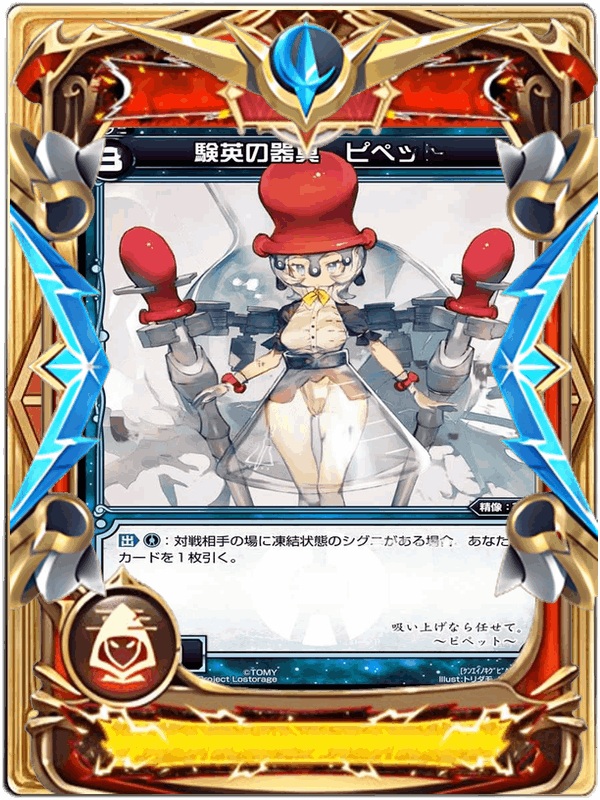 3
験英の器具 ピペッ
精像:
出 : 対戦相手の場に凍結状態のシグニがある場合、あなた
カードを1枚引く。
吸い上げなら任せて。
~ピペット~
©TOMY
Project Lostorage
Illust:トリダモ